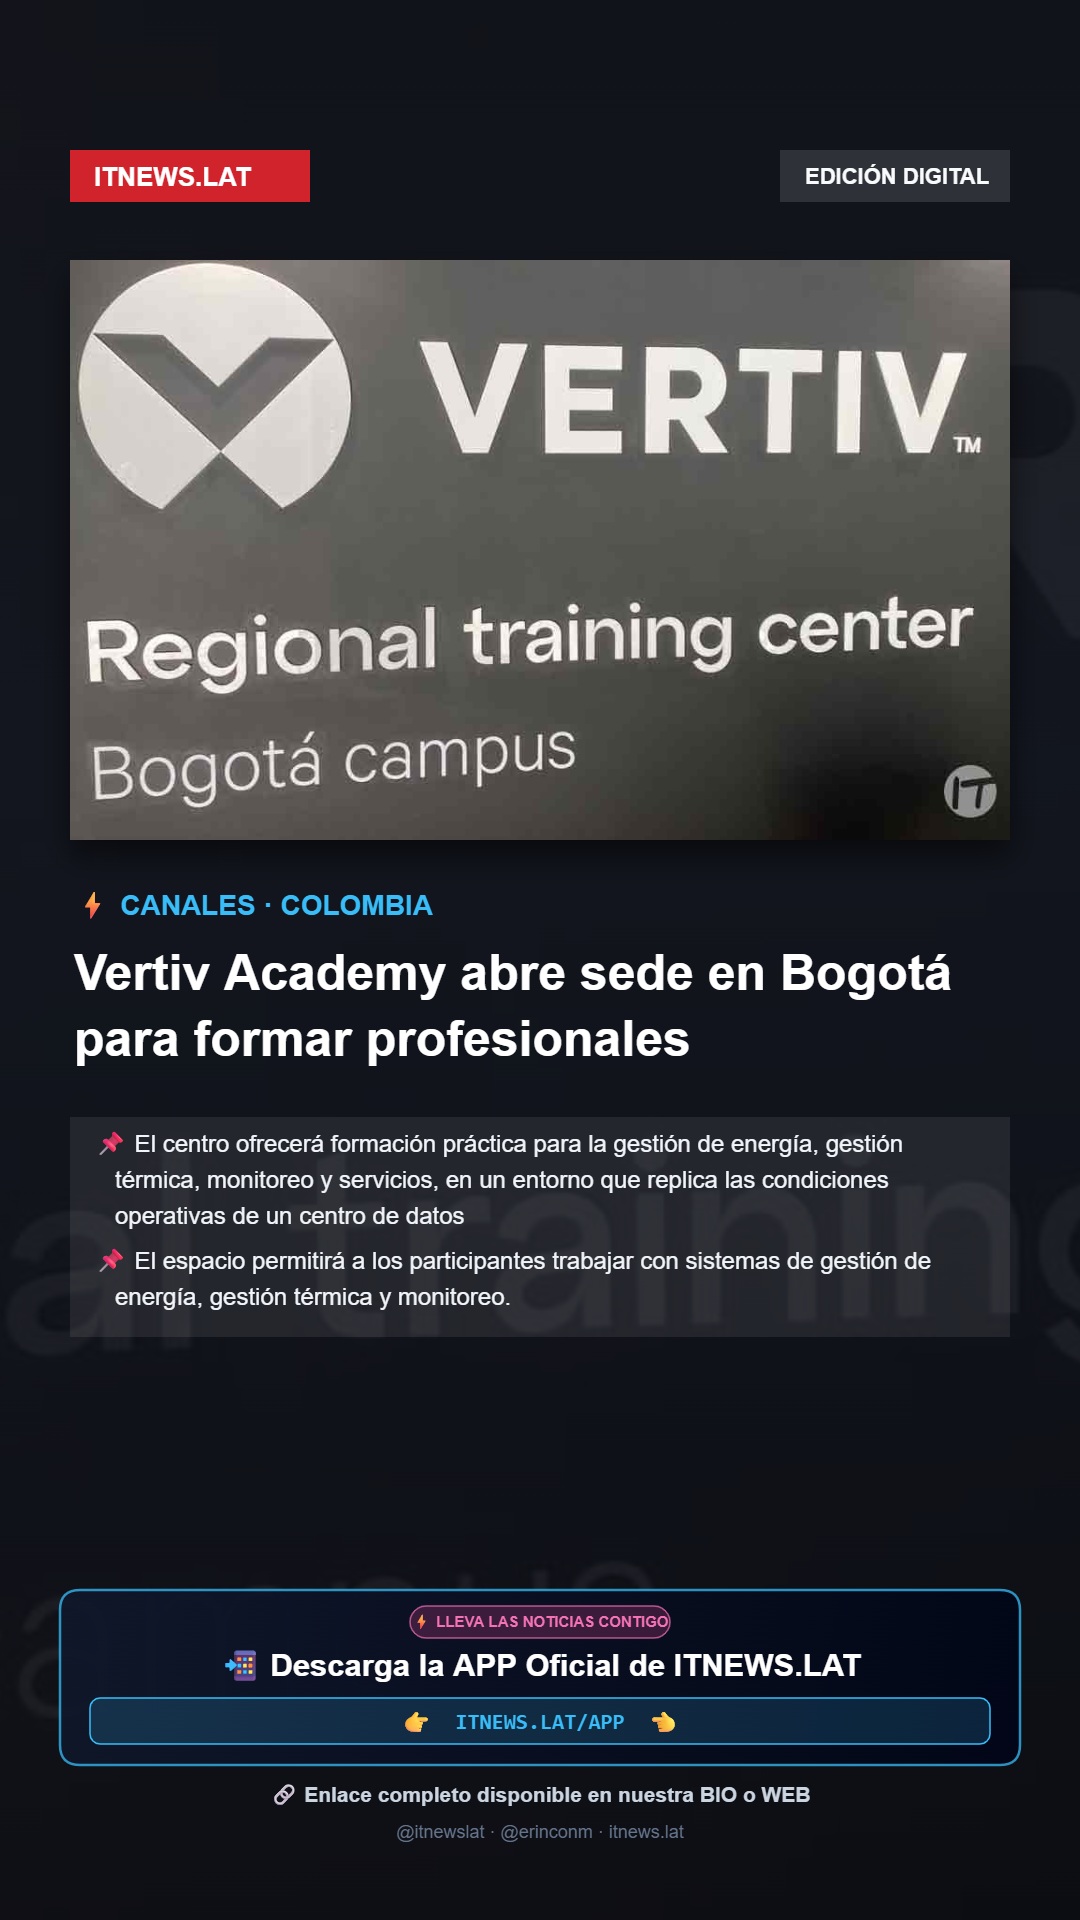 ITNEWS.LAT
EDICIÓN DIGITAL
VERTIV™
Regional training center
Bogotá campus
IT
⚡ CANALES · COLOMBIA
Vertiv Academy abre sede en Bogotá
para formar profesionales
📌 El centro ofrecerá formación práctica para la gestión de energía, gestión
térmica, monitoreo y servicios, en un entorno que replica las condiciones
operativas de un centro de datos
📌 El espacio permitirá a los participantes trabajar con sistemas de gestión de
energía, gestión térmica y monitoreo.
⚡ LLEVA LAS NOTICIAS CONTIGO
📲 Descarga la APP Oficial de ITNEWS.LAT
👉 ITNEWS.LAT/APP 👈
🔗 Enlace completo disponible en nuestra BIO o WEB
@itnewslat · @erinconm · itnews.lat